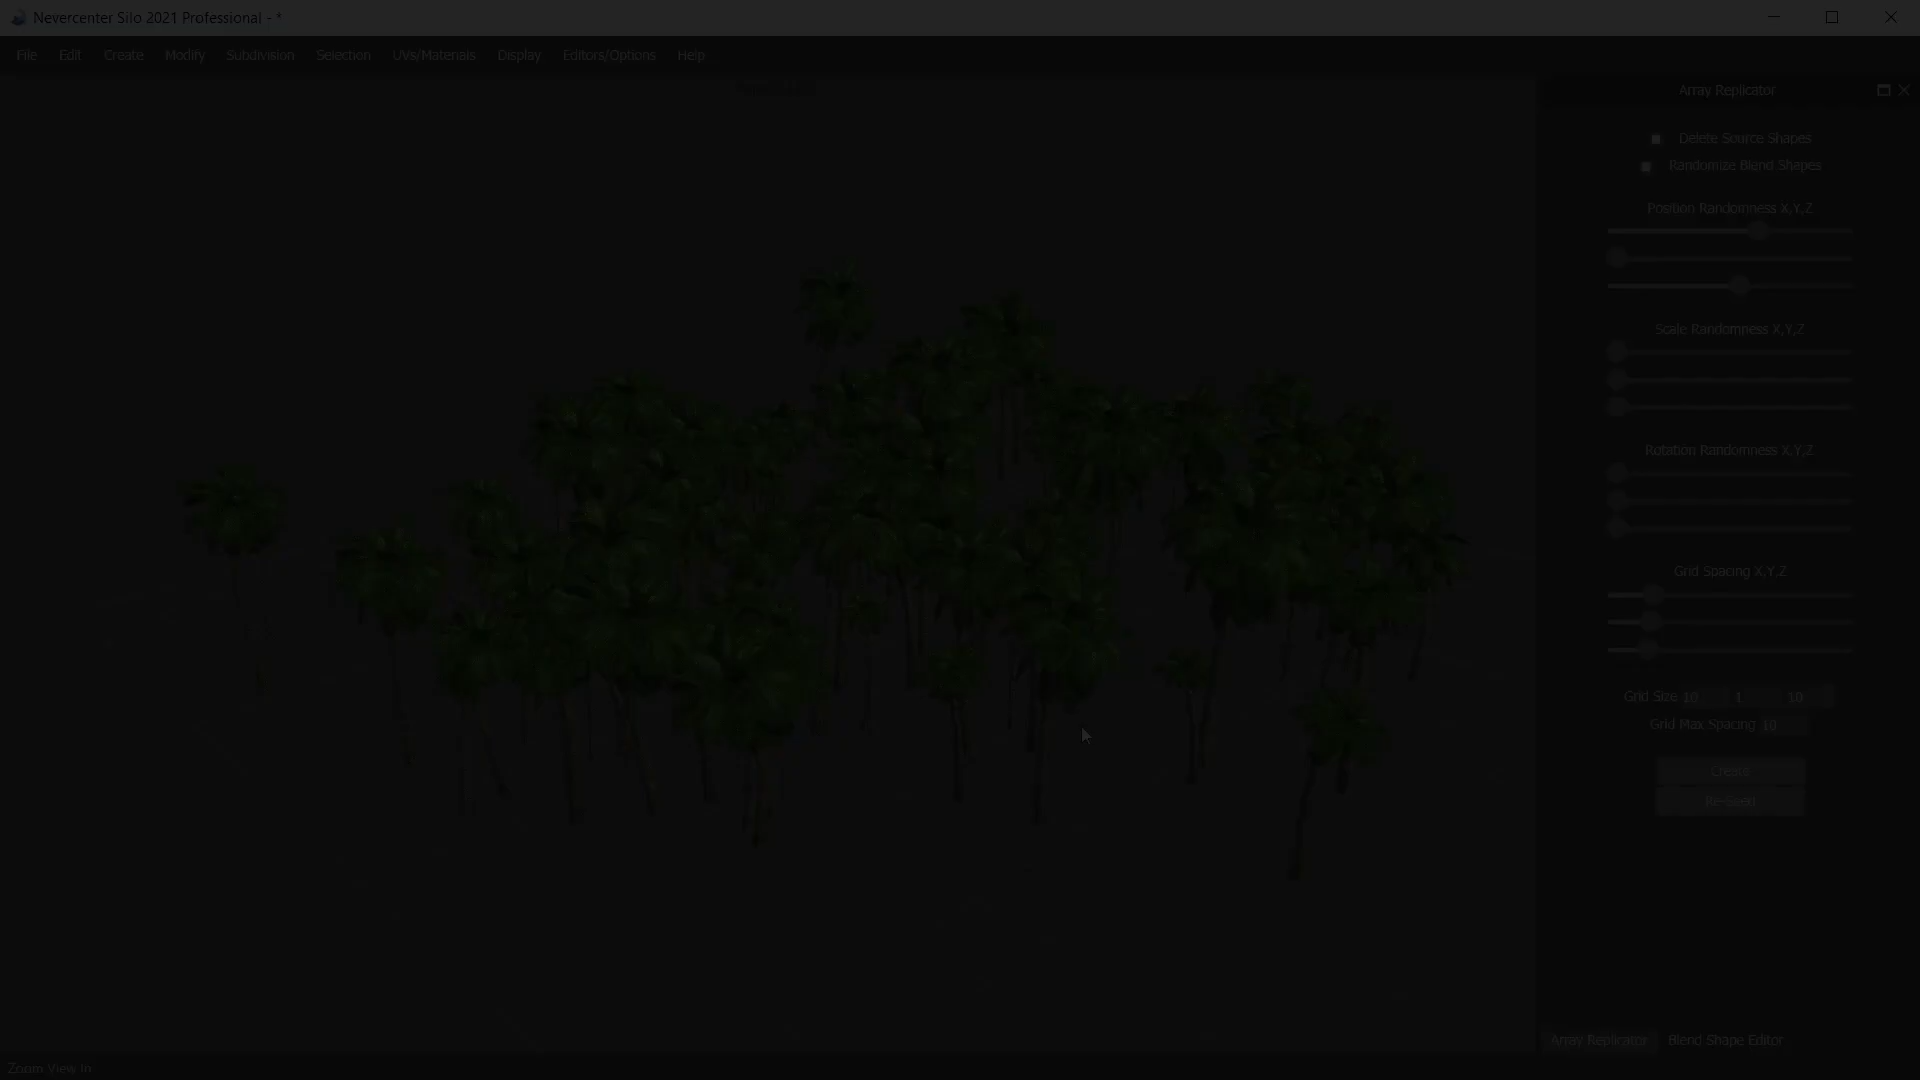 Nevercenter Silo 2021 Professional - *
File Edit Create Modify Subdivision Selection UVs/Materials Display Editors/Options Help
Array Replicator
Delete Source Shapes
Randomize Blend Shapes
Position Randomness X,Y,Z
Scale Randomness X,Y,Z
Rotation Randomness X,Y,Z
Grid Spacing X,Y,Z
Grid Size 10 1 10
Grid Max Spacing 10
Create
Re-Seed
Array Replicator Blend Shape Editor
Zoom View In